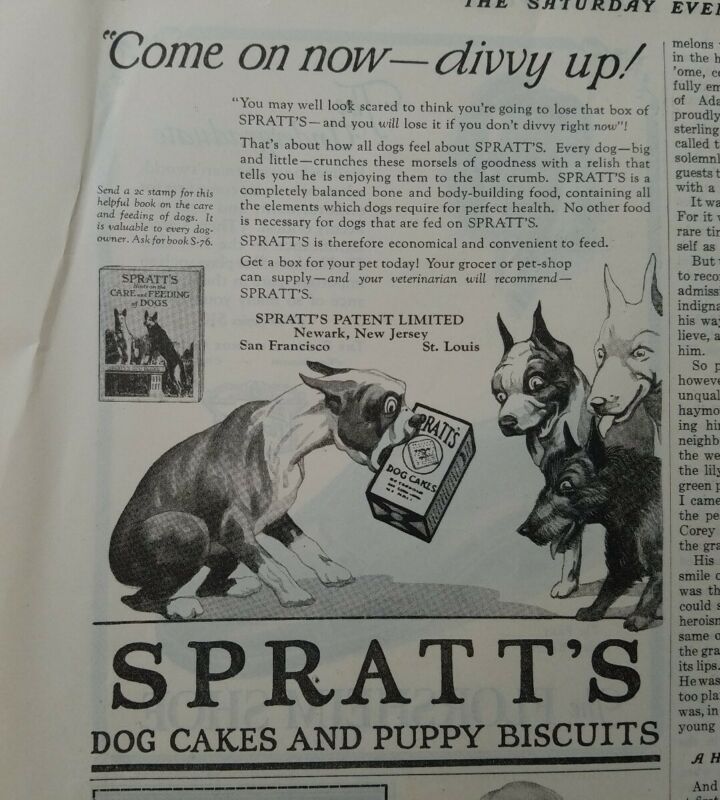 THE SATURDAY EVE
"Come on now—divvy up!
"You may well look scared to think you're going to lose that box of
SPRATT'S—and you will lose it if you don't divvy right now"!
That's about how all dogs feel about SPRATT'S. Every dog—big
and little—crunches these morsels of goodness with a relish that
tells you he is enjoying them to the last crumb. SPRATT'S is a
completely balanced bone and body-building food, containing all
the elements which dogs require for perfect health. No other food
is necessary for dogs that are fed on SPRATT'S.
SPRATT'S is therefore economical and convenient to feed.
Get a box for your pet today! Your grocer or pet-shop
can supply—and your veterinarian will recommend—
SPRATT'S.
SPRATT'S PATENT LIMITED
Newark, New Jersey
San Francisco St. Louis
Send a 2c stamp for this
helpful book on the care
and feeding of dogs. It
is valuable to every dog-
owner. Ask for book S-76.
SPRATT'S
Hints on the
CARE and FEEDING
of DOGS
SPRATT'S
DOG CAKES
SPRATT'S
DOG CAKES AND PUPPY BISCUITS
melons
in the h
'ome, c
fully em
of Ada
proudly
sterling
called t
solemnl
guests t
with a
It wa
For it v
rare tir
self as
But
to reco
admiss
indigna
his way
lieve, a
him.
So p
howeve
unqual
haymo
ing hi
neighb
the we
the lily
green p
I came
the pe
Corey
the gra
His
smile o
was th
could s
heroisn
same o
the gra
its lips.
He was
too pla
was, in
young
A H
And